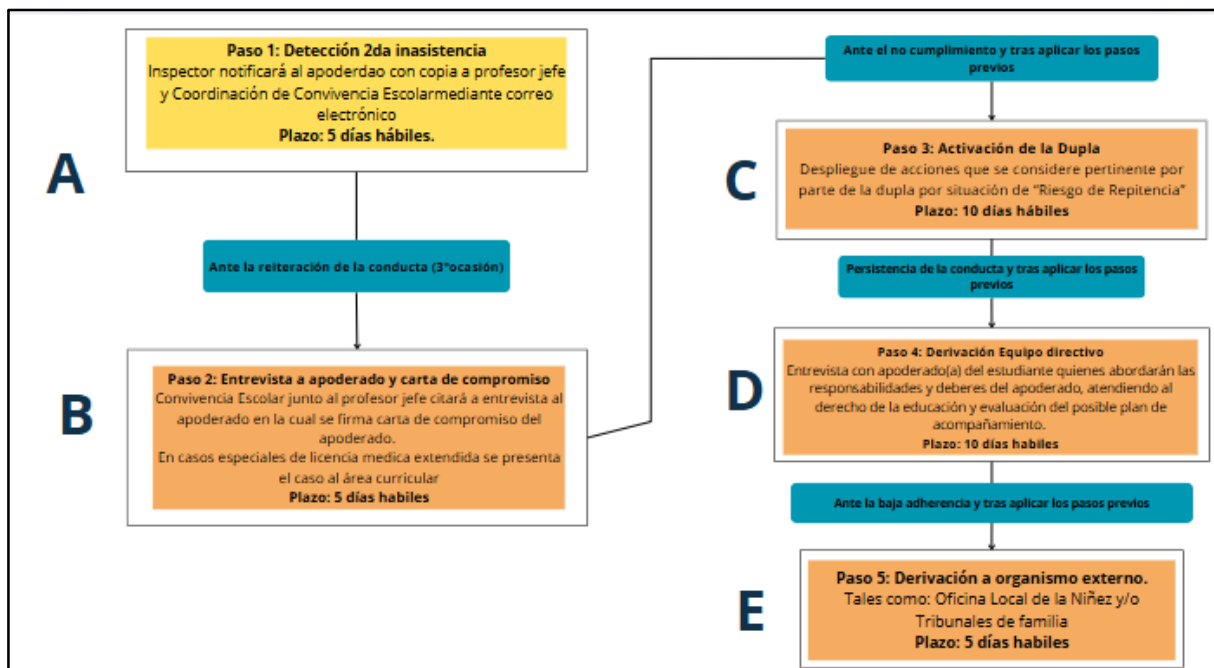 A
Paso 1: Detección 2da inasistencia
Inspector notificará al apoderdao con copia a profesor jefe
y Coordinación de Convivencia Escolarmediante correo
electrónico
Plazo: 5 días hábiles.
Ante la reiteración de la conducta (3°ocasión)
B
Paso 2: Entrevista a apoderado y carta de compromiso
Convivencia Escolar junto al profesor jefe citará a entrevista al
apoderado en la cual se firma carta de compromiso del
apoderado.
En casos especiales de licencia medica extendida se presenta
el caso al área curricular
Plazo: 5 días habiles
Ante el no cumplimiento y tras aplicar los pasos
previos
C
Paso 3: Activación de la Dupla
Despliegue de acciones que se considere pertinente por
parte de la dupla por situación de “Riesgo de Repitencia”
Plazo: 10 días hábiles
Persistencia de la conducta y tras aplicar los pasos
previos
D
Paso 4: Derivación Equipo directivo
Entrevista con apoderado(a) del estudiante quienes abordarán las
responsabilidades y deberes del apoderado, atendiendo al
derecho de la educación y evaluación del posible plan de
acompañamiento.
Plazo: 10 días habiles
Ante la baja adherencia y tras aplicar los pasos previos
E
Paso 5: Derivación a organismo externo.
Tales como: Oficina Local de la Niñez y/o
Tribunales de familia
Plazo: 5 días habiles